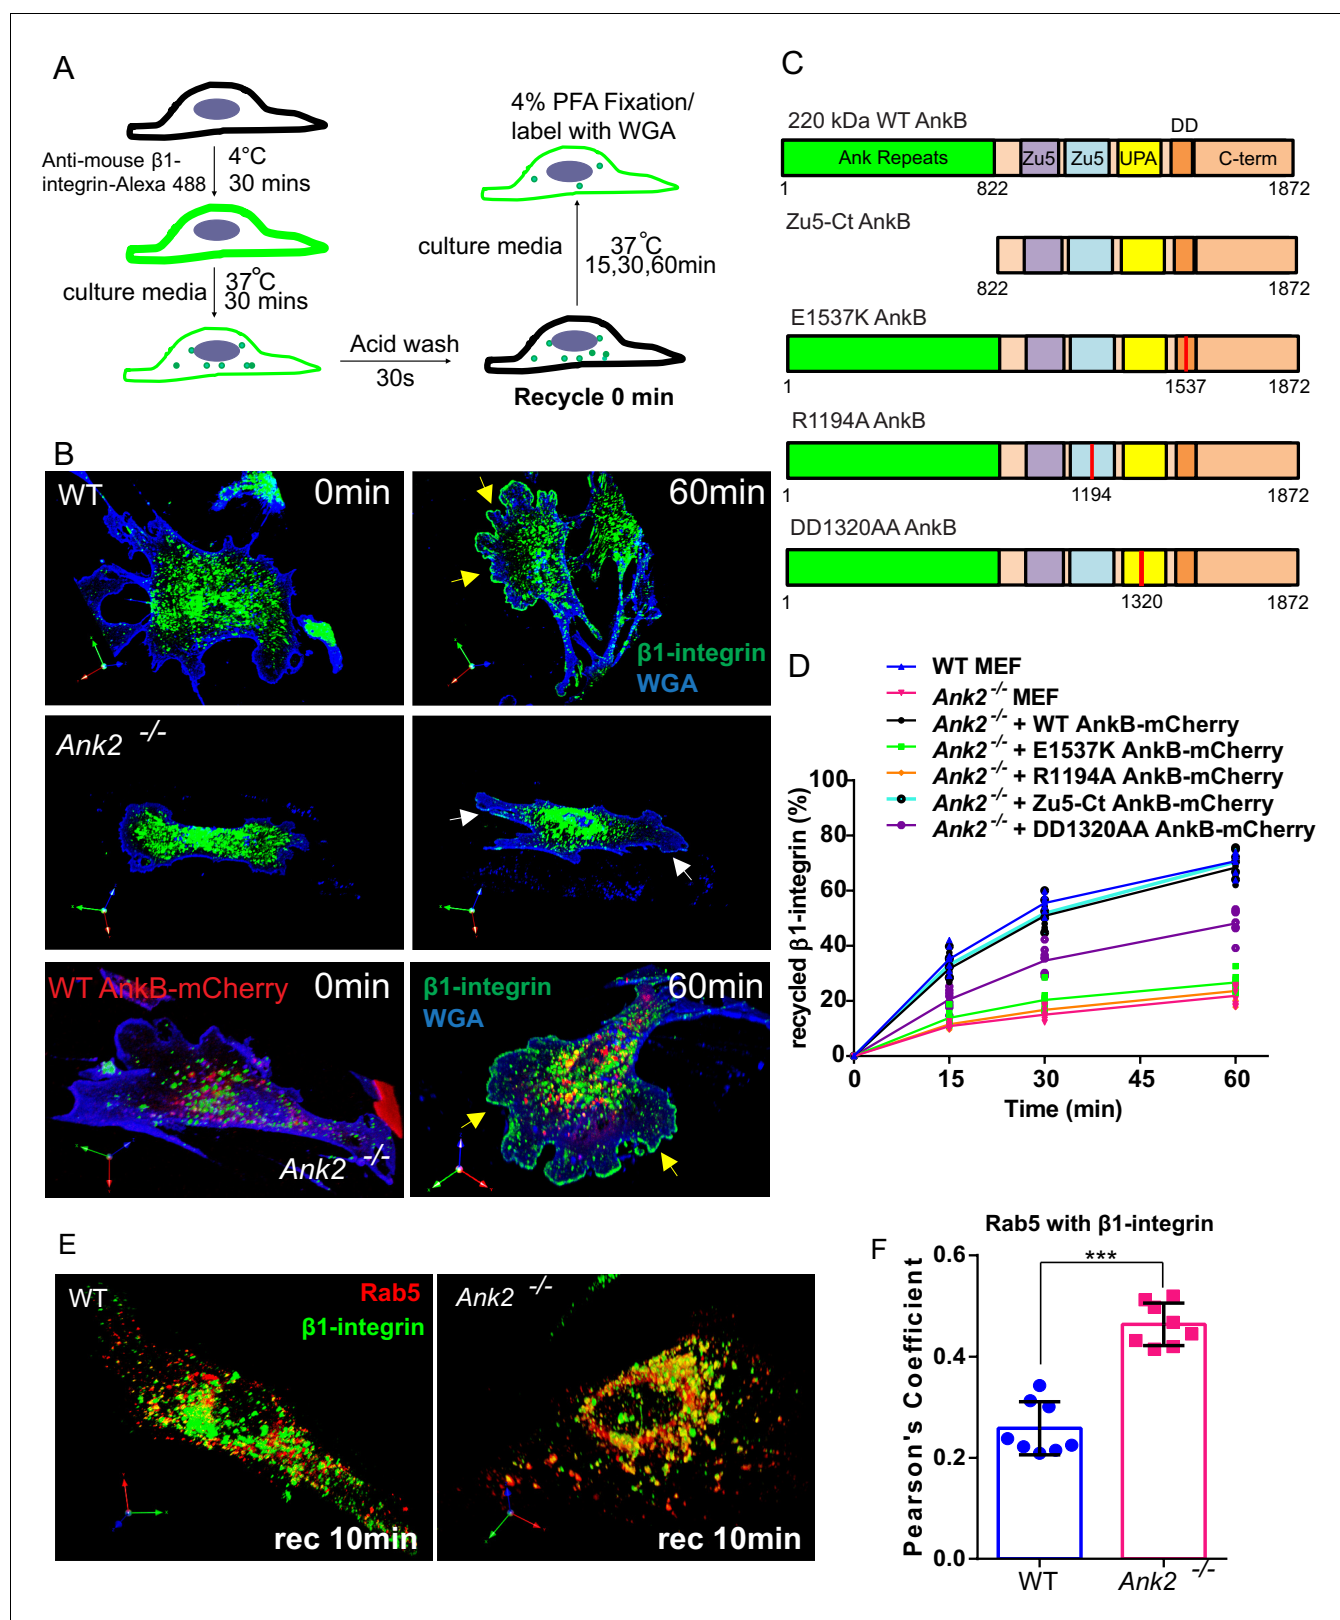 A
Anti-mouse β1-
integrin-Alexa 488
4°C
30 mins
culture media
37°C
30 mins
Acid wash
30s
4% PFA Fixation/
label with WGA
culture media
37°C
15,30,60min
Recycle 0 min
B
WT
0min
60min
β1-integrin
WGA
Ank2 -/-
WT AnkB-mCherry
0min
Ank2 -/-
β1-integrin
WGA
60min
C
220 kDa WT AnkB
DD
Ank Repeats
Zu5
Zu5
UPA
C-term
1
822
1872
Zu5-Ct AnkB
822
1872
E1537K AnkB
1
1537
1872
R1194A AnkB
1
1194
1872
DD1320AA AnkB
1
1320
1872
D
WT MEF
Ank2 -/- MEF
Ank2 -/- + WT AnkB-mCherry
Ank2 -/- + E1537K AnkB-mCherry
Ank2 -/- + R1194A AnkB-mCherry
Ank2 -/- + Zu5-Ct AnkB-mCherry
Ank2 -/- + DD1320AA AnkB-mCherry
recycled β1-integrin (%)
100
80
60
40
20
0
0
15
30
45
60
Time (min)
E
WT
Rab5
β1-integrin
rec 10min
Ank2 -/-
rec 10min
F
Rab5 with β1-integrin
***
Pearson's Coefficient
0.6
0.4
0.2
0.0
WT
Ank2 -/-